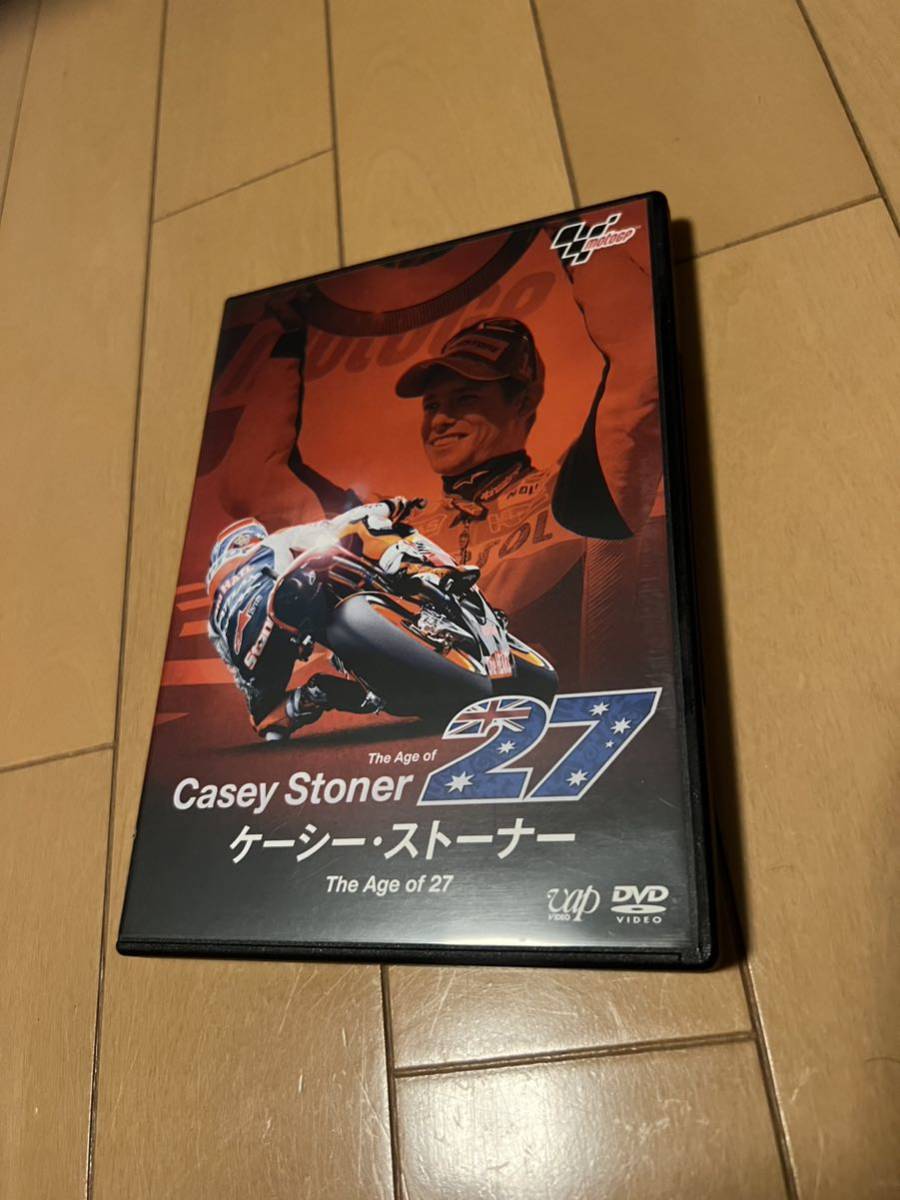 motoGP
motoGP
The Age of
Casey Stoner 27
ケーシー・ストーナー
The Age of 27
vap DVD
VIDEO VIDEO